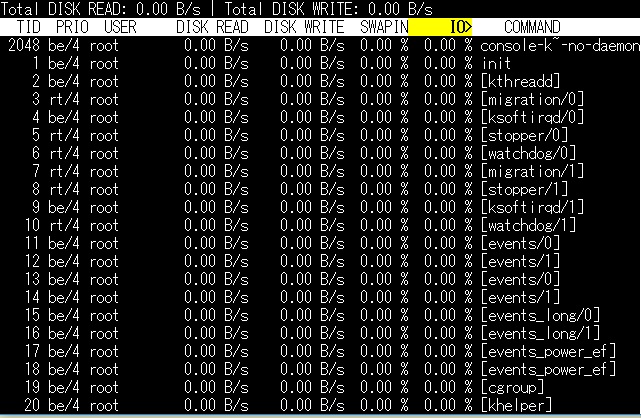 Total DISK READ: 0.00 B/s | Total DISK WRITE: 0.00 B/s
TID PRIO USER DISK READ DISK WRITE SWAPIN IO> COMMAND
2048 be/4 root 0.00 B/s 0.00 B/s 0.00 % 0.00 % console-k~-no-daemon
1 be/4 root 0.00 B/s 0.00 B/s 0.00 % 0.00 % init
2 be/4 root 0.00 B/s 0.00 B/s 0.00 % 0.00 % [kthreadd]
3 rt/4 root 0.00 B/s 0.00 B/s 0.00 % 0.00 % [migration/0]
4 be/4 root 0.00 B/s 0.00 B/s 0.00 % 0.00 % [ksoftirqd/0]
5 rt/4 root 0.00 B/s 0.00 B/s 0.00 % 0.00 % [stopper/0]
6 rt/4 root 0.00 B/s 0.00 B/s 0.00 % 0.00 % [watchdog/0]
7 rt/4 root 0.00 B/s 0.00 B/s 0.00 % 0.00 % [migration/1]
8 rt/4 root 0.00 B/s 0.00 B/s 0.00 % 0.00 % [stopper/1]
9 be/4 root 0.00 B/s 0.00 B/s 0.00 % 0.00 % [ksoftirqd/1]
10 rt/4 root 0.00 B/s 0.00 B/s 0.00 % 0.00 % [watchdog/1]
11 be/4 root 0.00 B/s 0.00 B/s 0.00 % 0.00 % [events/0]
12 be/4 root 0.00 B/s 0.00 B/s 0.00 % 0.00 % [events/1]
13 be/4 root 0.00 B/s 0.00 B/s 0.00 % 0.00 % [events/0]
14 be/4 root 0.00 B/s 0.00 B/s 0.00 % 0.00 % [events/1]
15 be/4 root 0.00 B/s 0.00 B/s 0.00 % 0.00 % [events_long/0]
16 be/4 root 0.00 B/s 0.00 B/s 0.00 % 0.00 % [events_long/1]
17 be/4 root 0.00 B/s 0.00 B/s 0.00 % 0.00 % [events_power_ef]
18 be/4 root 0.00 B/s 0.00 B/s 0.00 % 0.00 % [events_power_ef]
19 be/4 root 0.00 B/s 0.00 B/s 0.00 % 0.00 % [cgroup]
20 be/4 root 0.00 B/s 0.00 B/s 0.00 % 0.00 % [khelper]